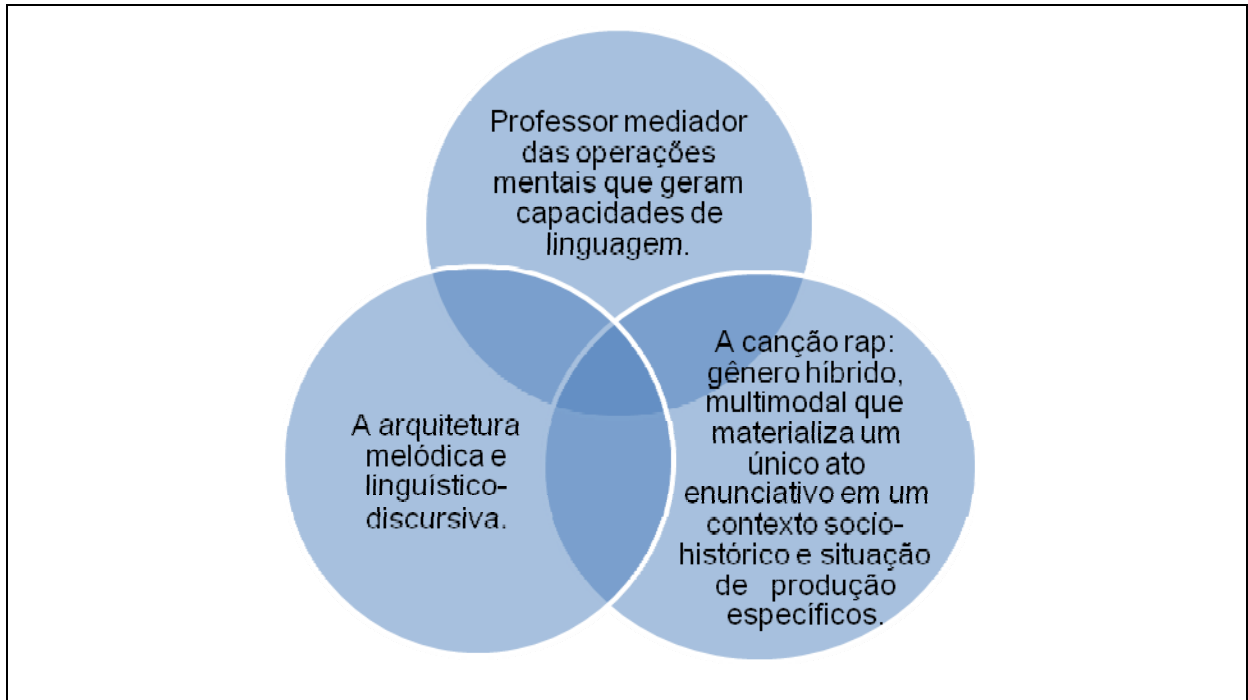 Professor mediador
das operações
mentais que geram
capacidades de
linguagem.
A arquitetura
melódica e
linguístico-
discursiva.
A canção rap:
gênero híbrido,
multimodal que
materializa um
único ato
enunciativo em um
contexto socio-
histórico e situação
de produção
específicos.